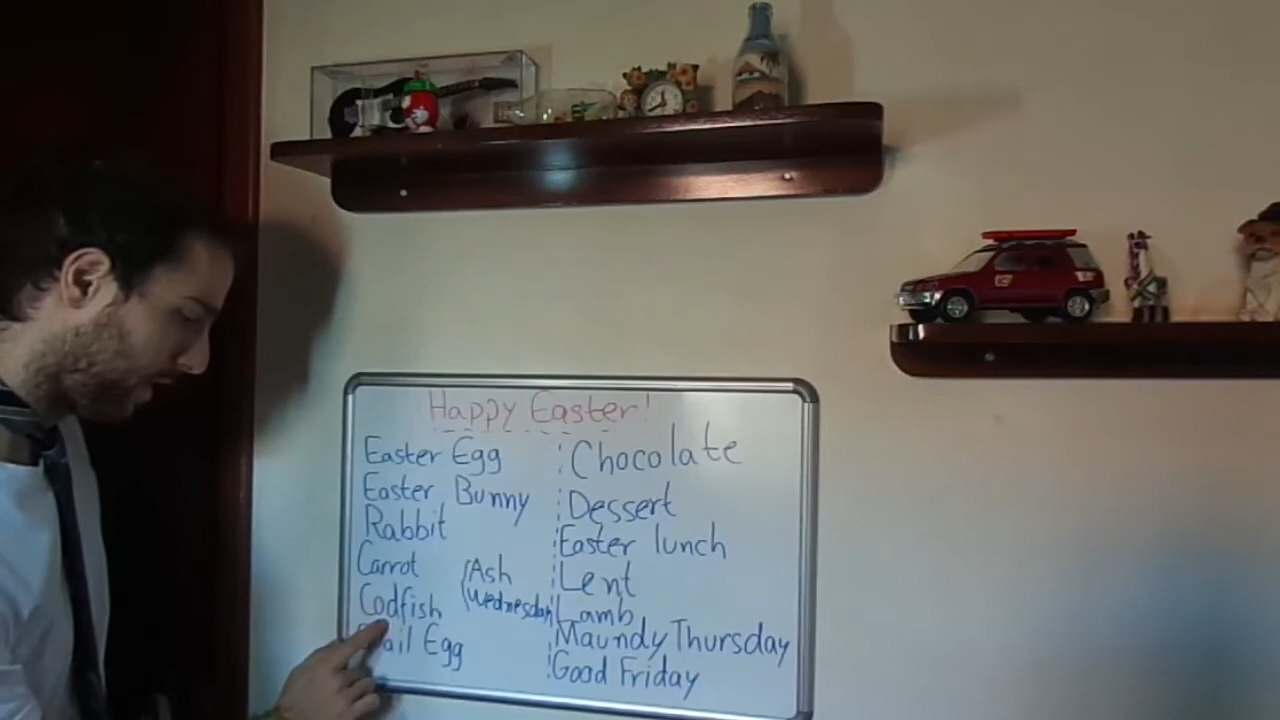 Happy Easter!
Easter Egg
Easter Bunny
Rabbit
Carrot
Codfish
Egg
Ash
Wednesday
Chocolate
Dessert
Easter lunch
Lent
Lamb
Maundy Thursday
Good Friday